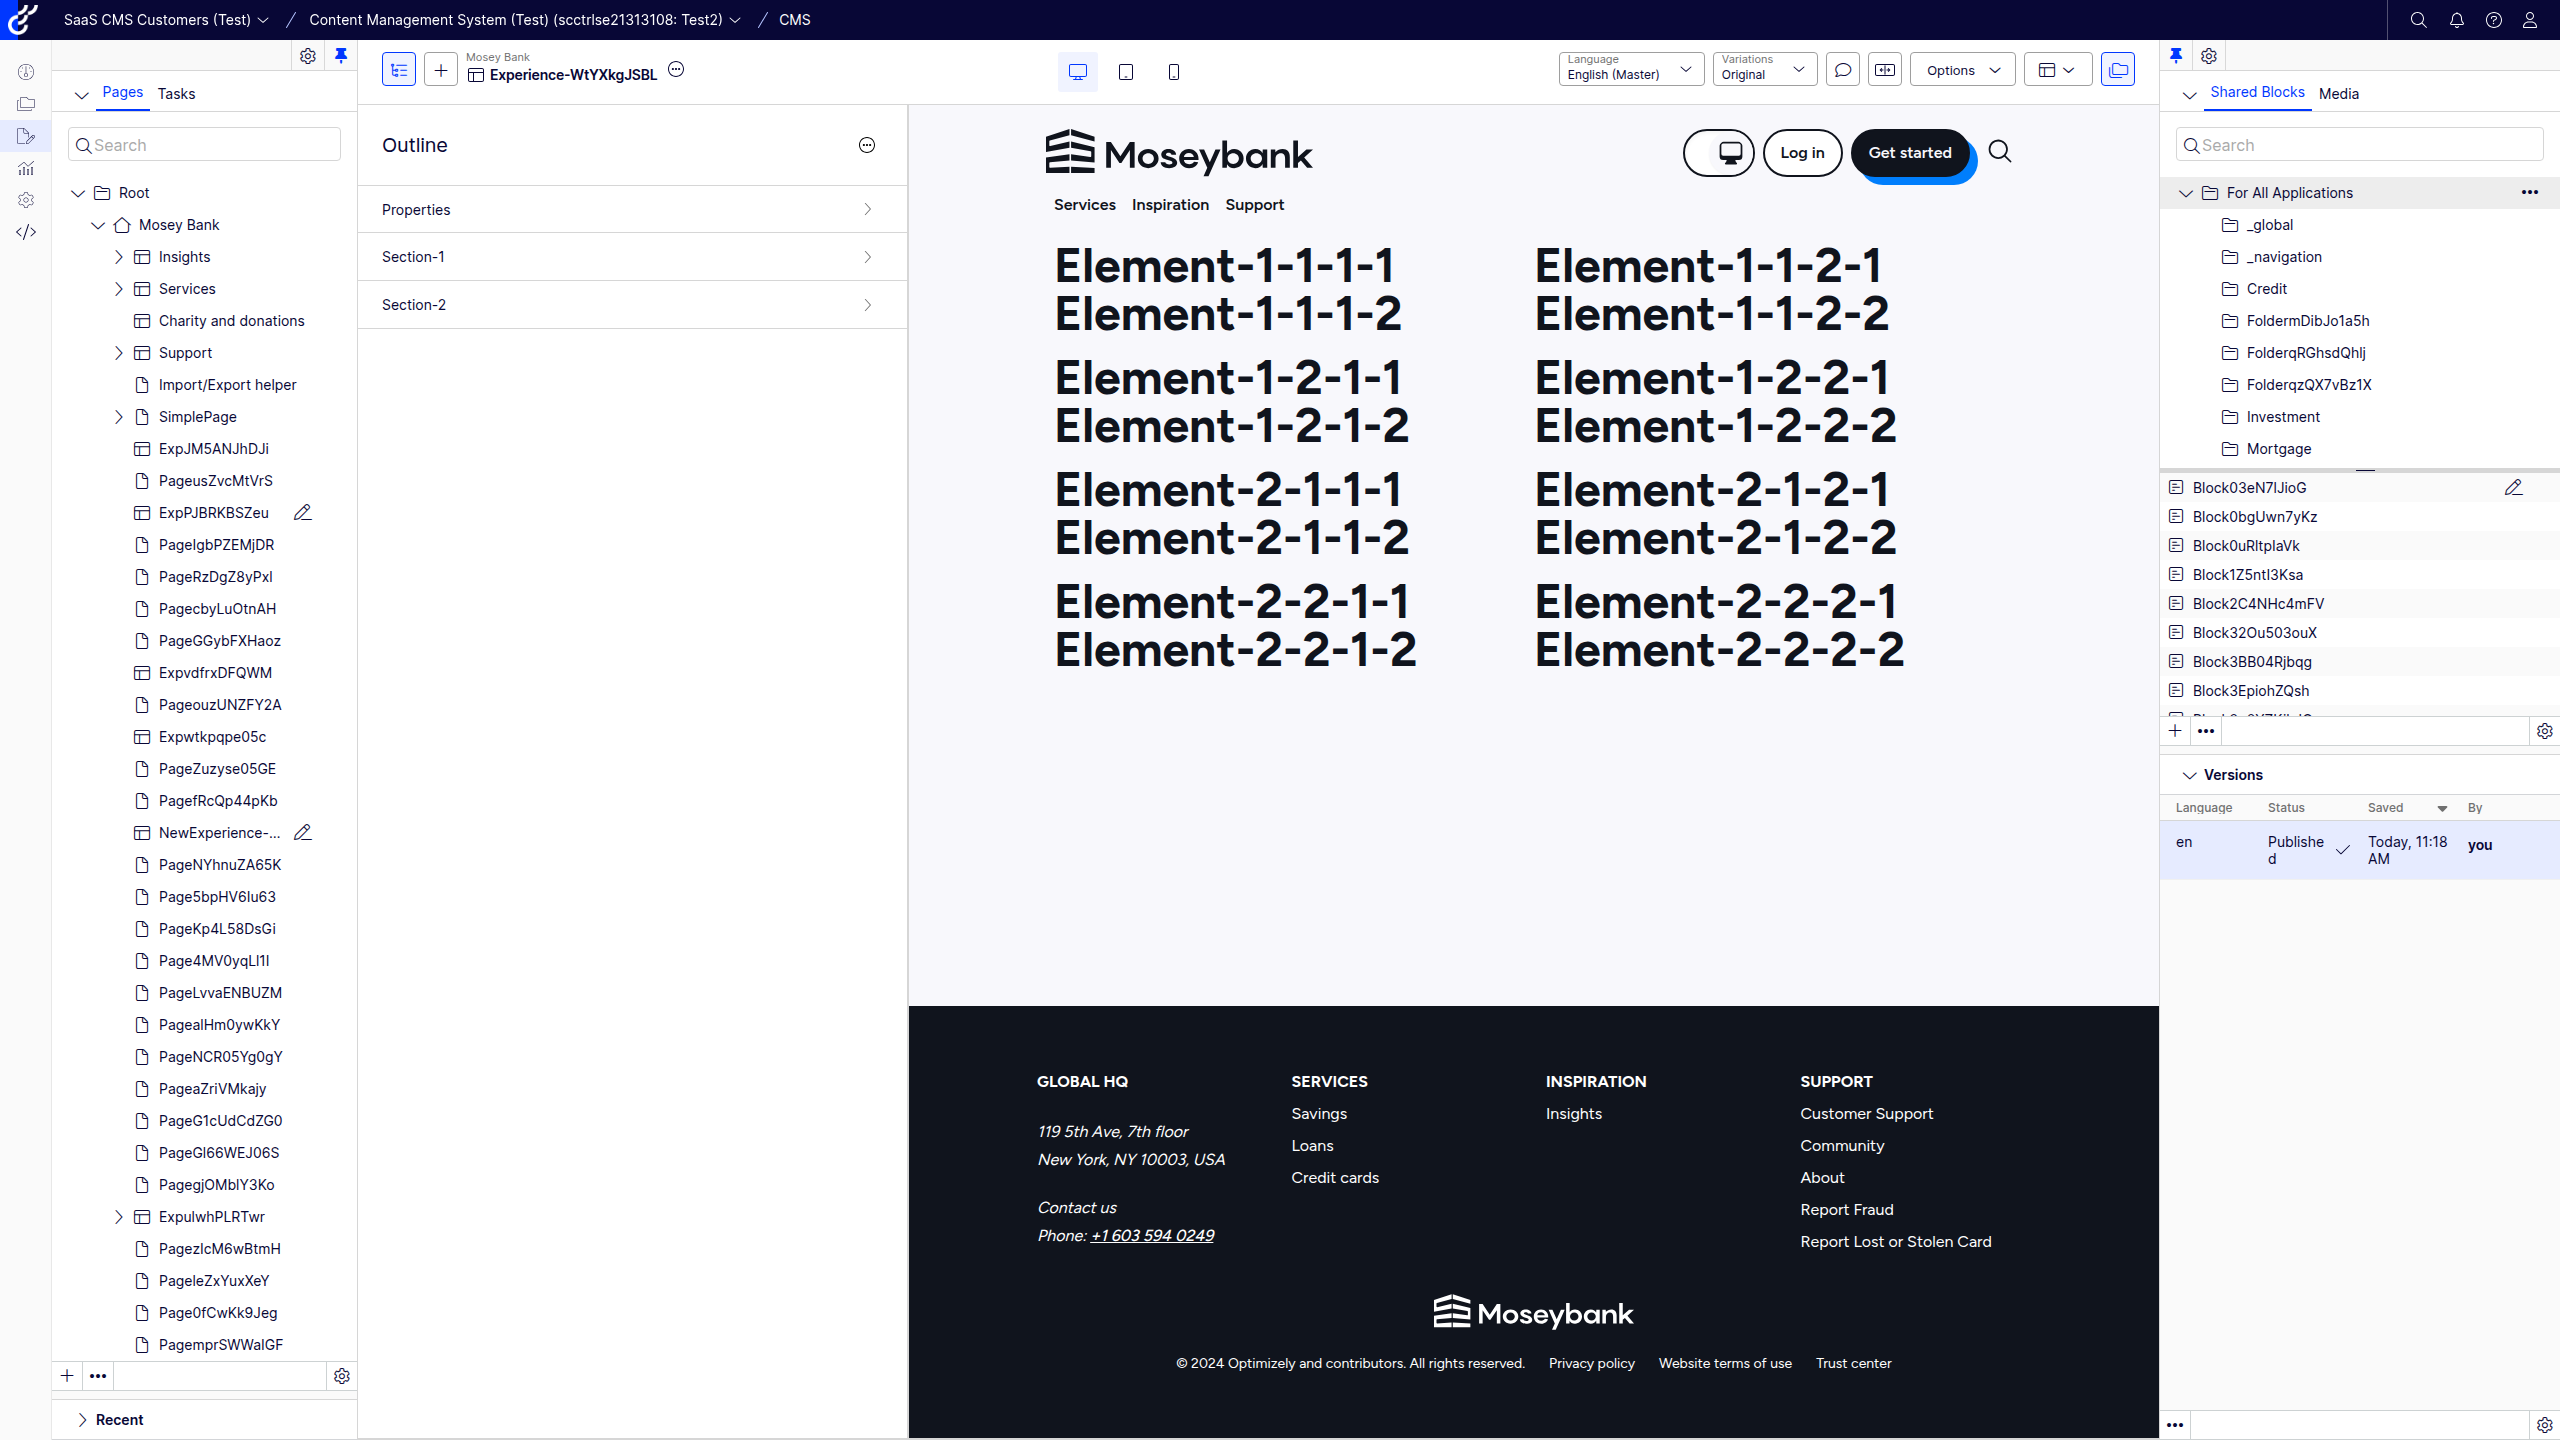 SaaS CMS Customers (Test)
Content Management System (Test) (scctrlse21313108: Test2)
CMS
Pages
Tasks
Search
Root
Mosey Bank
Insights
Services
Charity and donations
Support
Import/Export helper
SimplePage
ExpJM5ANJhDJi
PageusZvcMtVrS
ExpPJBRKBSZeu
PageIgbPZEMjDR
PageRzDgZ8yPxI
PagecbyLuOtnAH
PageGGybFXHaoz
ExpvdfrxDFQWM
PageouzUNZFY2A
Expwtkpqpe05c
PageZuzyse05GE
PagefRcQp44pKb
NewExperience-...
PageNYhnuZA65K
Page5bpHV6Iu63
PageKp4L58DsGi
Page4MV0yqLI1I
PageLvvaENBUZM
PagealHm0ywKkY
PageNCR05Yg0gY
PageaZriVMkajy
PageG1cUdCdZG0
PageGI66WEJ06S
PagegjOMblY3Ko
ExpulwhPLRTwr
PagezIcM6wBtmH
PageleZxYuxXeY
Page0fCwKk9Jeg
PagemprSWWalGF
Recent
Mosey Bank
Experience-WtYXkgJSBL
Language
English (Master)
Variations
Original
Options
Outline
Properties
Section-1
Section-2
Moseybank
Log in
Get started
Services
Inspiration
Support
Element-1-1-1-1
Element-1-1-1-2
Element-1-1-2-1
Element-1-1-2-2
Element-1-2-1-1
Element-1-2-1-2
Element-1-2-2-1
Element-1-2-2-2
Element-2-1-1-1
Element-2-1-1-2
Element-2-1-2-1
Element-2-1-2-2
Element-2-2-1-1
Element-2-2-1-2
Element-2-2-2-1
Element-2-2-2-2
GLOBAL HQ
119 5th Ave, 7th floor
New York, NY 10003, USA
Contact us
Phone: +1 603 594 0249
SERVICES
Savings
Loans
Credit cards
INSPIRATION
Insights
SUPPORT
Customer Support
Community
About
Report Fraud
Report Lost or Stolen Card
Moseybank
© 2024 Optimizely and contributors. All rights reserved.
Privacy policy
Website terms of use
Trust center
Shared Blocks
Media
Search
For All Applications
_global
_navigation
Credit
FoldermDibJo1a5h
FolderqRGhsdQhIj
FolderqzQX7vBz1X
Investment
Mortgage
Block03eN7lJioG
Block0bgUwn7yKz
Block0uRltplaVk
Block1Z5ntI3Ksa
Block2C4NHc4mFV
Block32Ou503ouX
Block3BB04Rjbqg
Block3EpiohZQsh
Versions
Language
Status
Saved
By
en
Publishe
d
Today, 11:18
AM
you